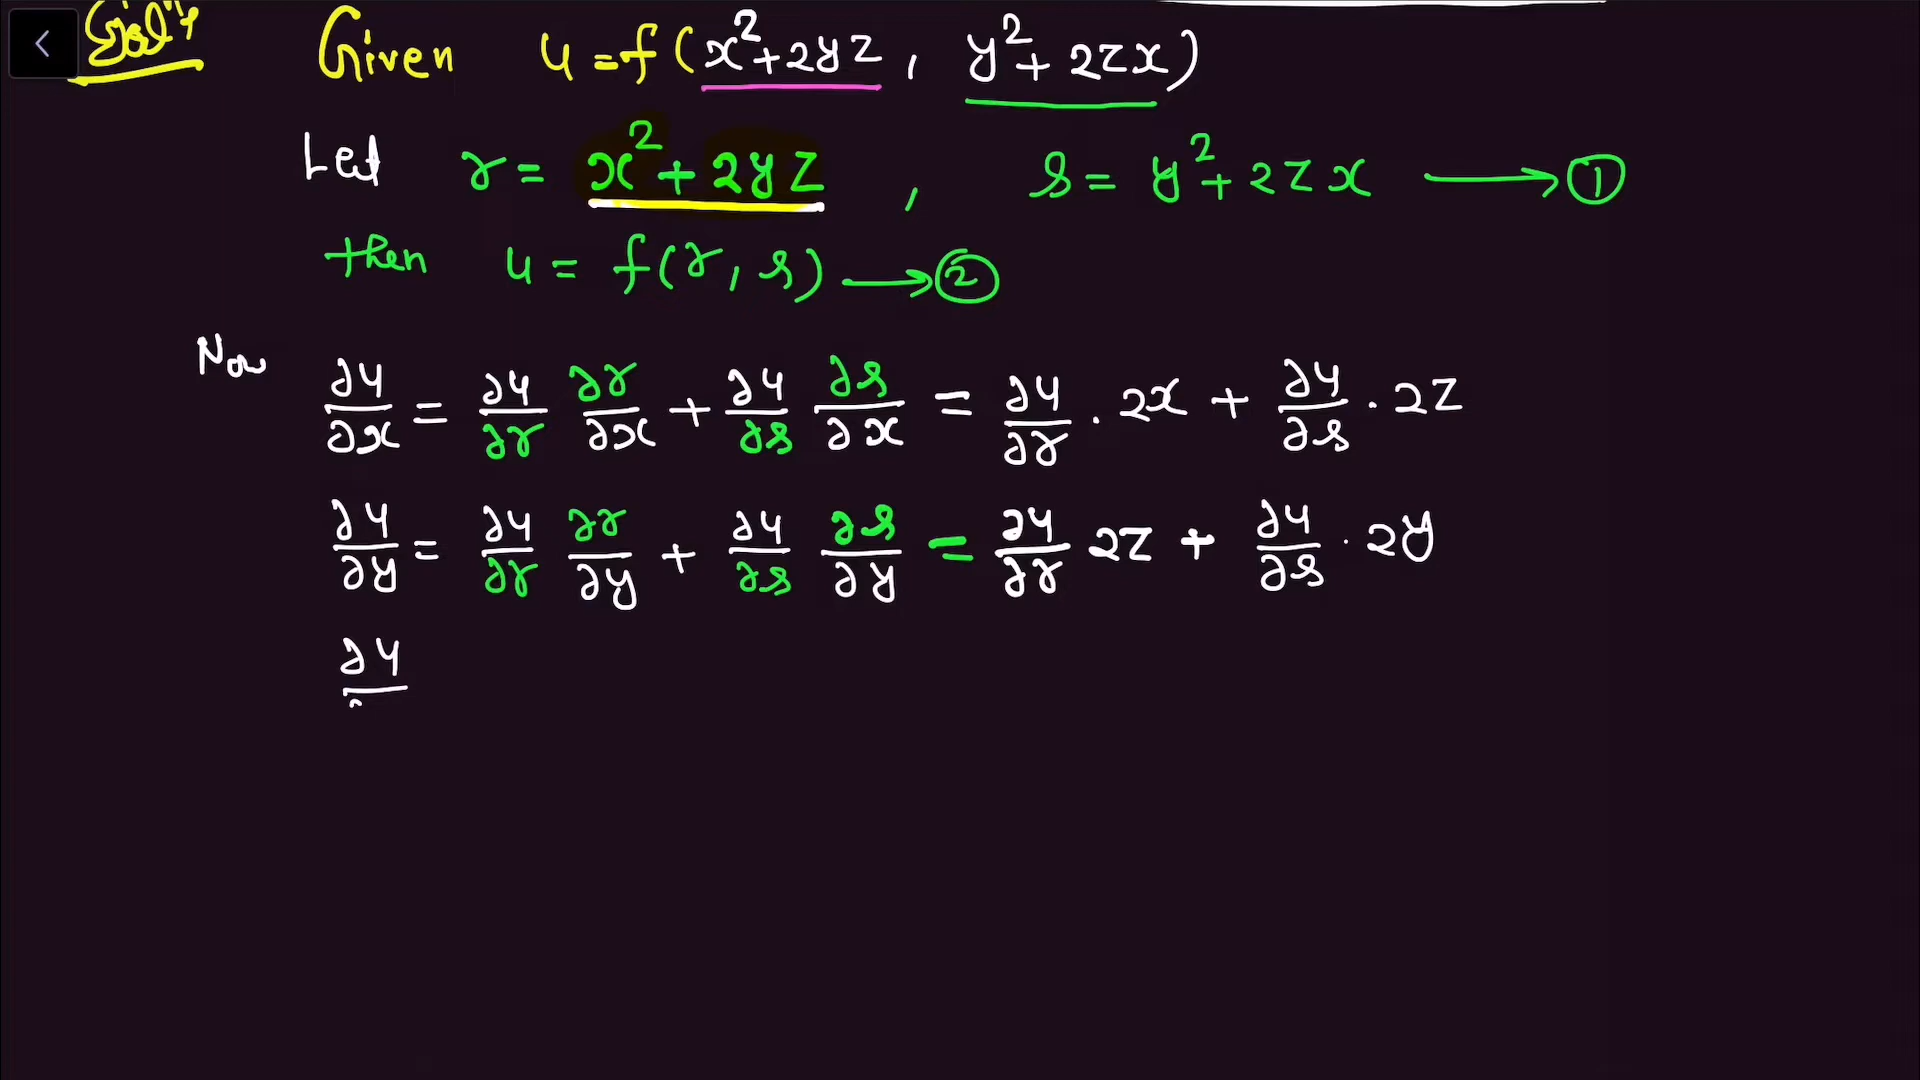 Sol'n Given u = f(x²+2yz, y²+2zx)
Let r = x²+2yz, s = y²+2zx ⟶ ①
then u = f(r, s) ⟶ ②
Now ∂u/∂x = ∂u/∂r ∂r/∂x + ∂u/∂s ∂s/∂x = ∂u/∂r · 2x + ∂u/∂s · 2z
∂u/∂y = ∂u/∂r ∂r/∂y + ∂u/∂s ∂s/∂y = ∂u/∂r 2z + ∂u/∂s · 2y
∂u